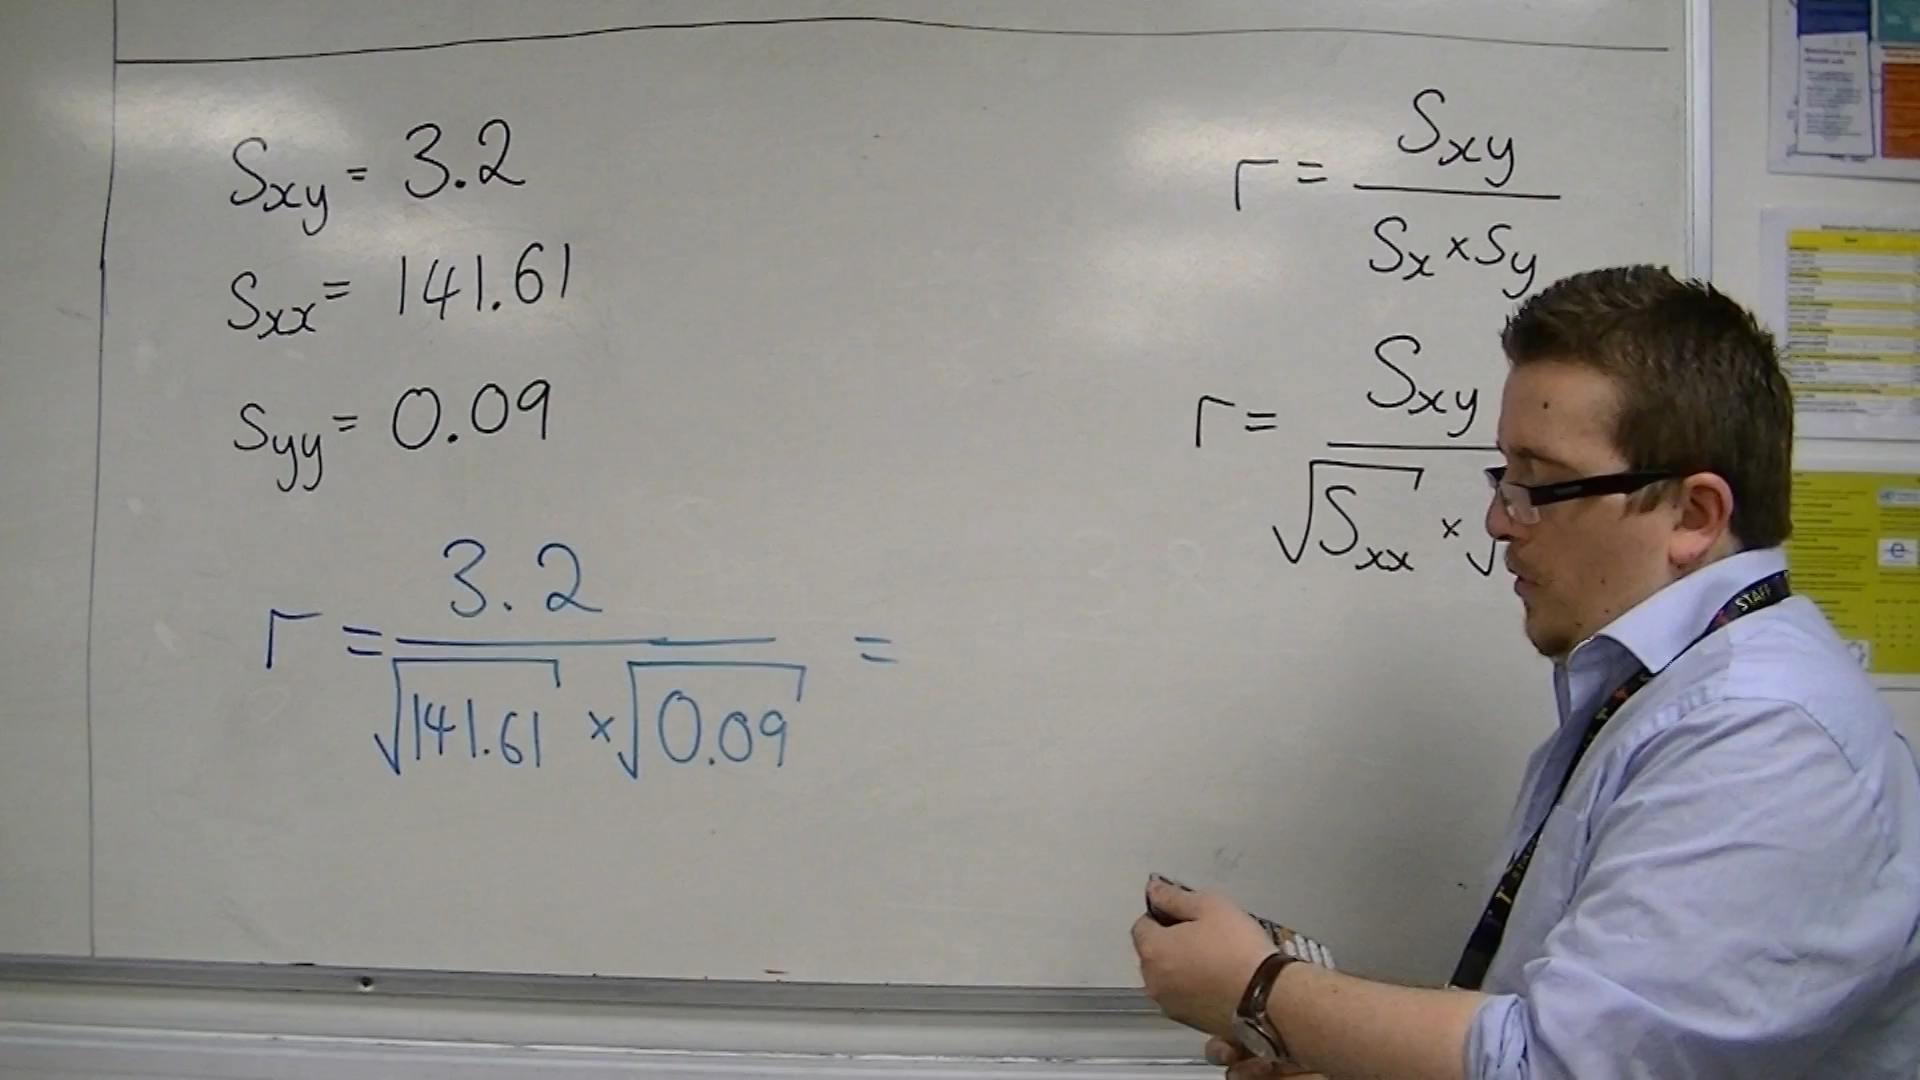 Sxy = 3.2
Sxx = 141.61
Syy = 0.09
r = 3.2 / √141.61 × √0.09 =
r = Sxy / Sx × Sy
r = Sxy / √Sxx × √
STAFF